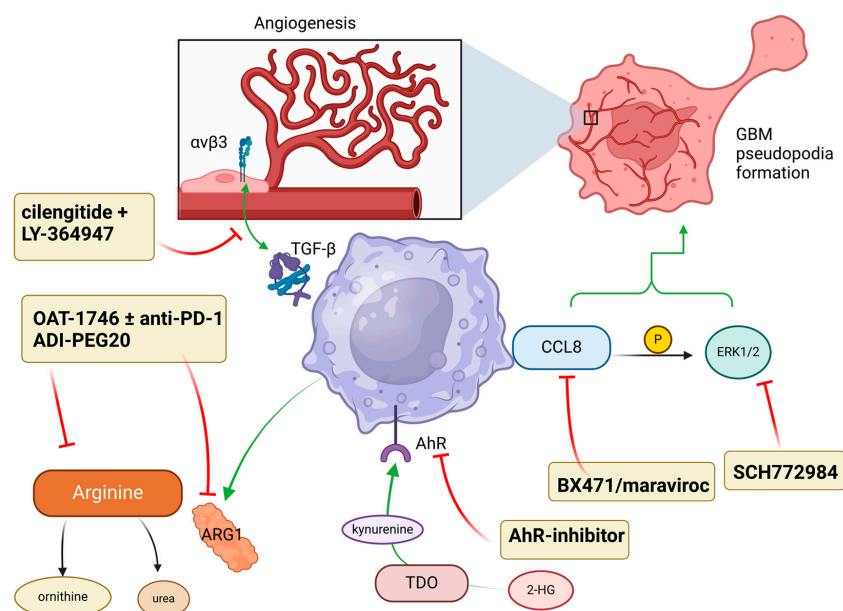 Angiogenesis
αvβ3
GBM
pseudopodia
formation
cilengitide +
LY-364947
TGF-β
OAT-1746 ± anti-PD-1
ADI-PEG20
CCL8
P
ERK1/2
AhR
Arginine
BX471/maraviroc
SCH772984
ARG1
kynurenine
AhR-inhibitor
TDO
2-HG
ornithine
urea